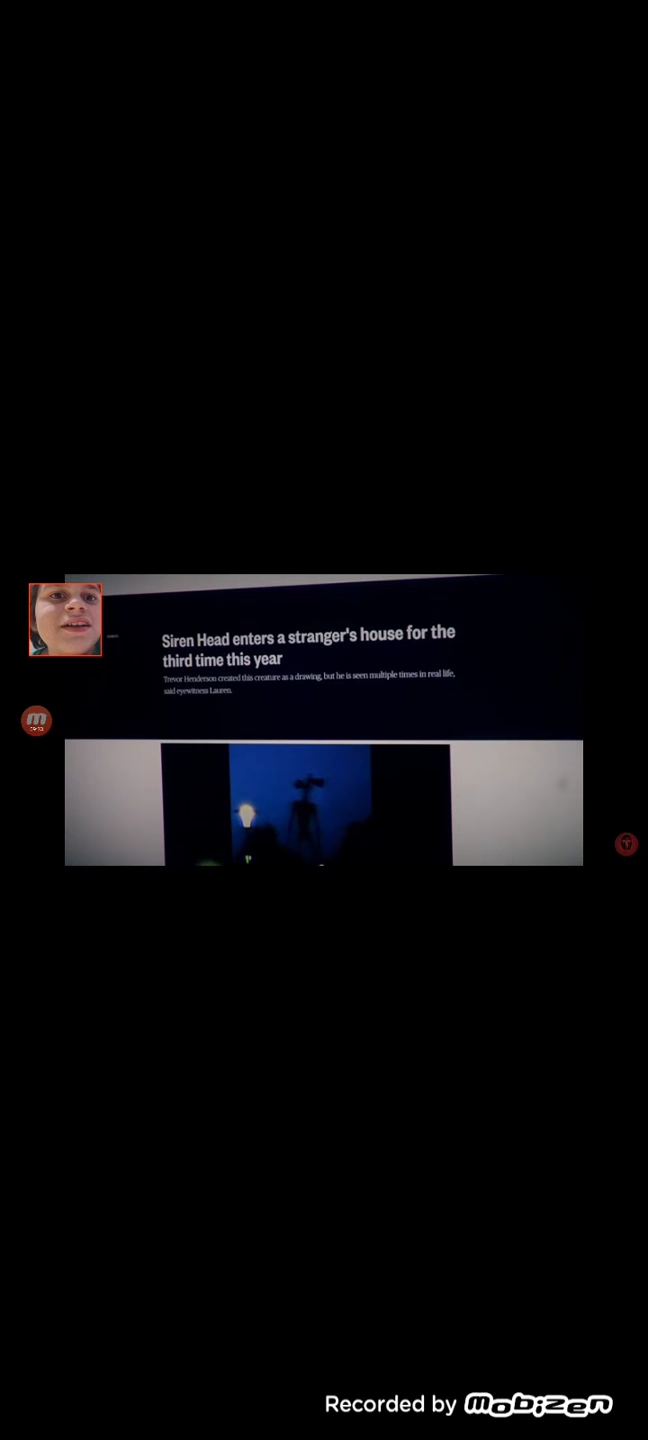 Siren Head enters a stranger's house for the
third time this year
Trevor Henderson created this creature as a drawing, but he is seen multiple times in real life,
said eyewitness Lauren.
Recorded by mobizen